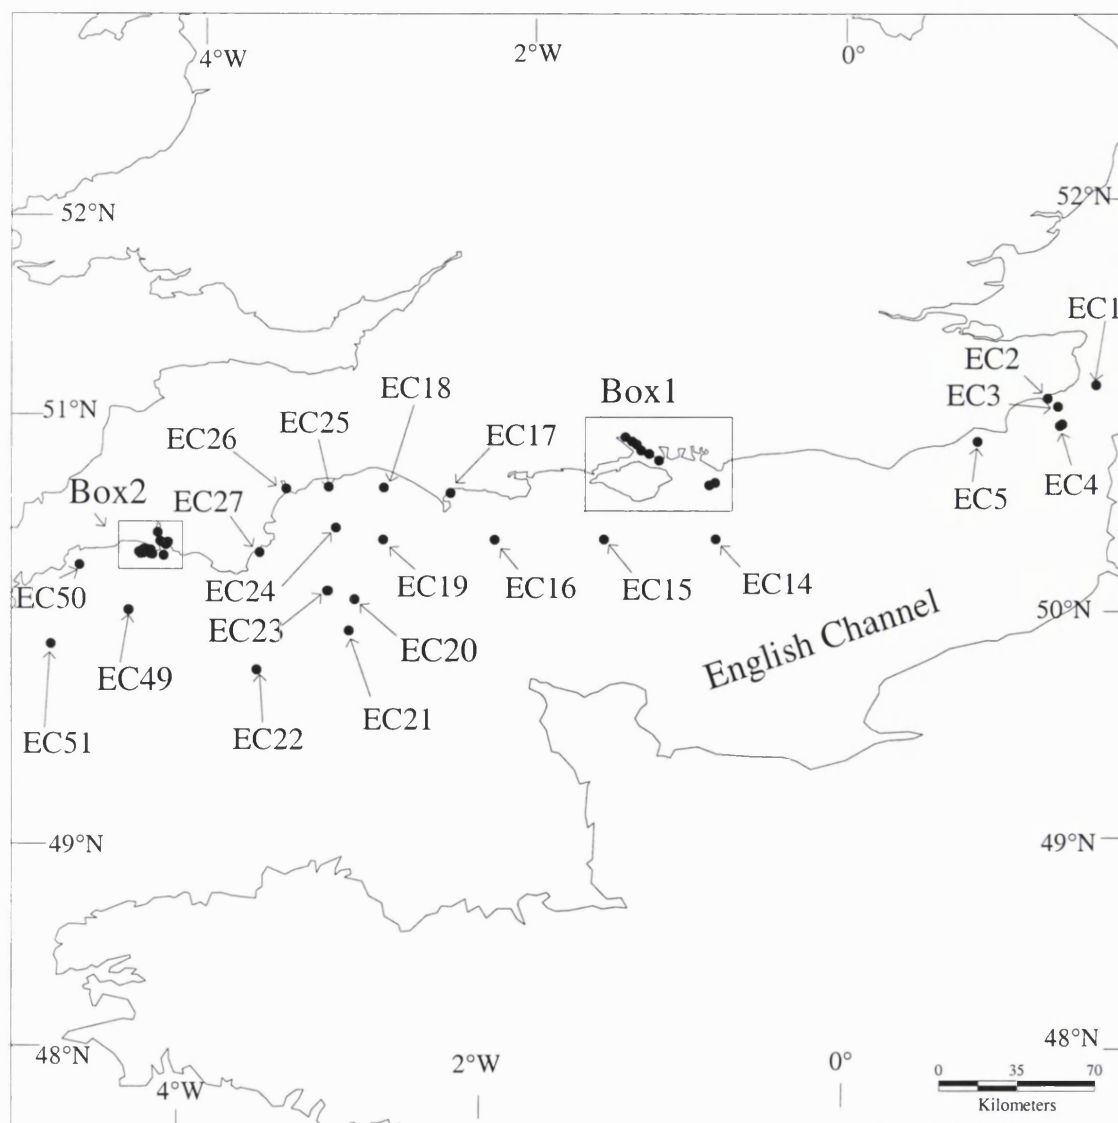 4°W
2°W
0°
52°N
52°N
EC1
EC2
EC3
EC18
Box1
51°N
EC25
EC17
EC26
Box2
EC27
EC5
EC4
EC50
EC24
EC19
EC16
EC15
EC14
50°N
EC23
EC20
English Channel
EC49
EC21
EC51
EC22
49°N
49°N
48°N
48°N
4°W
2°W
0°
0
35
70
Kilometers